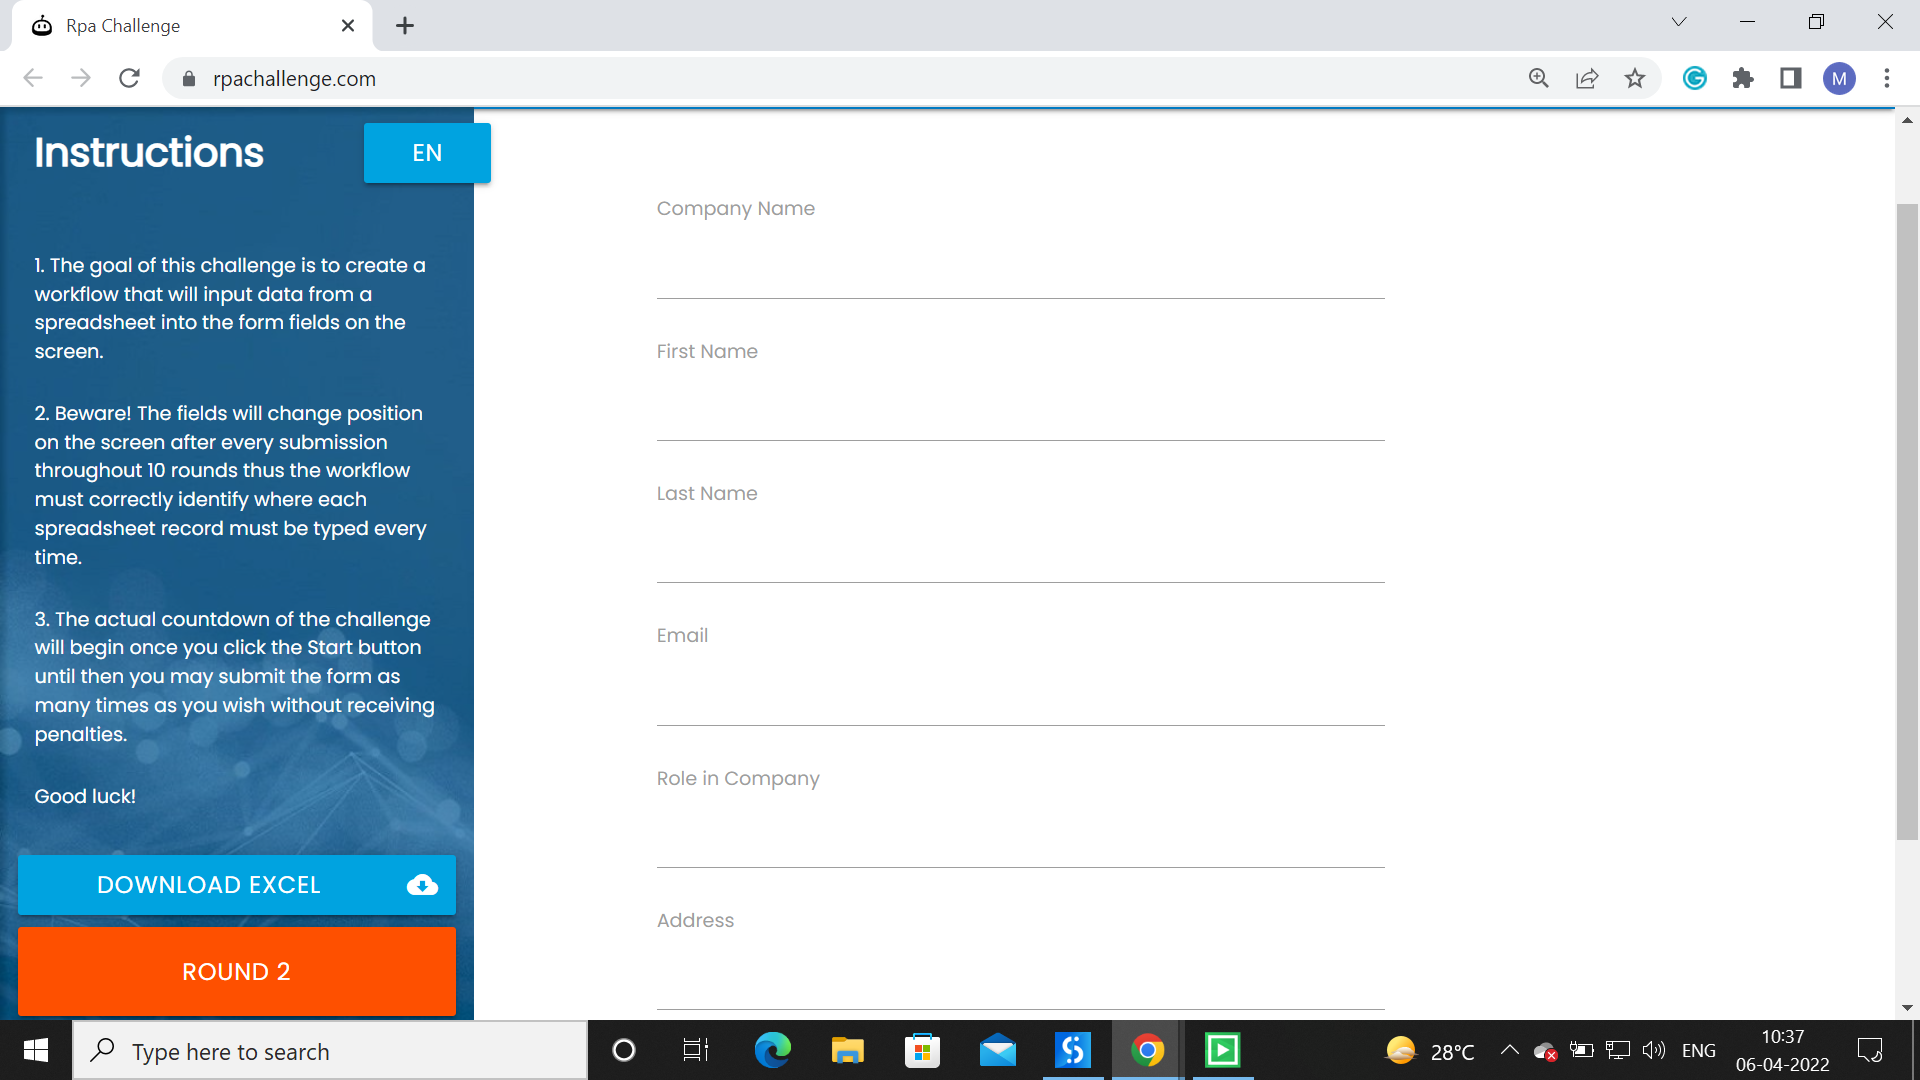 Rpa Challenge
rpachallenge.com
M
Instructions
EN
1. The goal of this challenge is to create a
workflow that will input data from a
spreadsheet into the form fields on the
screen.
2. Beware! The fields will change position
on the screen after every submission
throughout 10 rounds thus the workflow
must correctly identify where each
spreadsheet record must be typed every
time.
3. The actual countdown of the challenge
will begin once you click the Start button
until then you may submit the form as
many times as you wish without receiving
penalties.
Good luck!
DOWNLOAD EXCEL
ROUND 2
Company Name
First Name
Last Name
Email
Role in Company
Address
Type here to search
28°C
ENG
10:37
06-04-2022